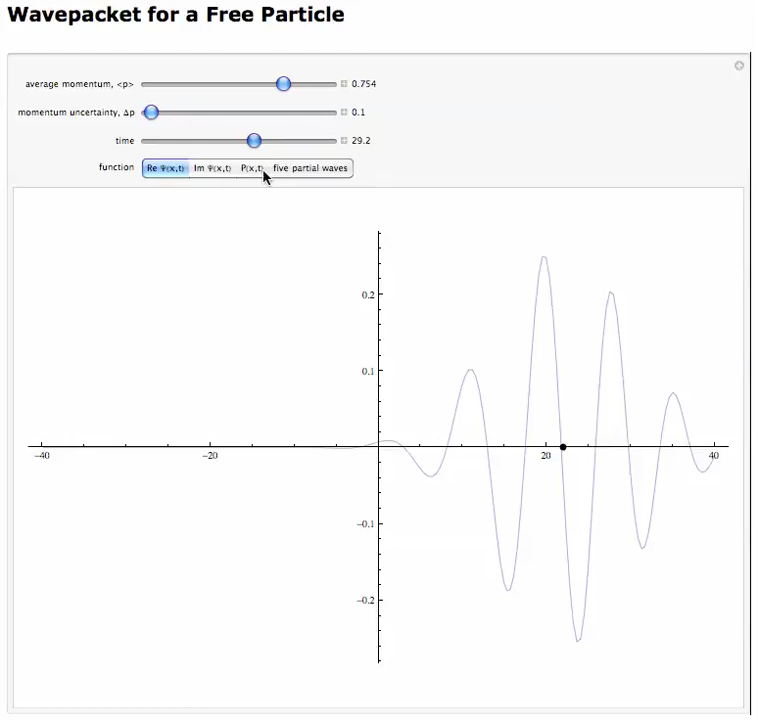 Wavepacket for a Free Particle
average momentum, <p> 0.754
momentum uncertainty, Δp 0.1
time 29.2
function Re Ψ(x,t) Im Ψ(x,t) P(x,t) five partial waves
0.2
0.1
−40 −20 20 40
−0.1
−0.2